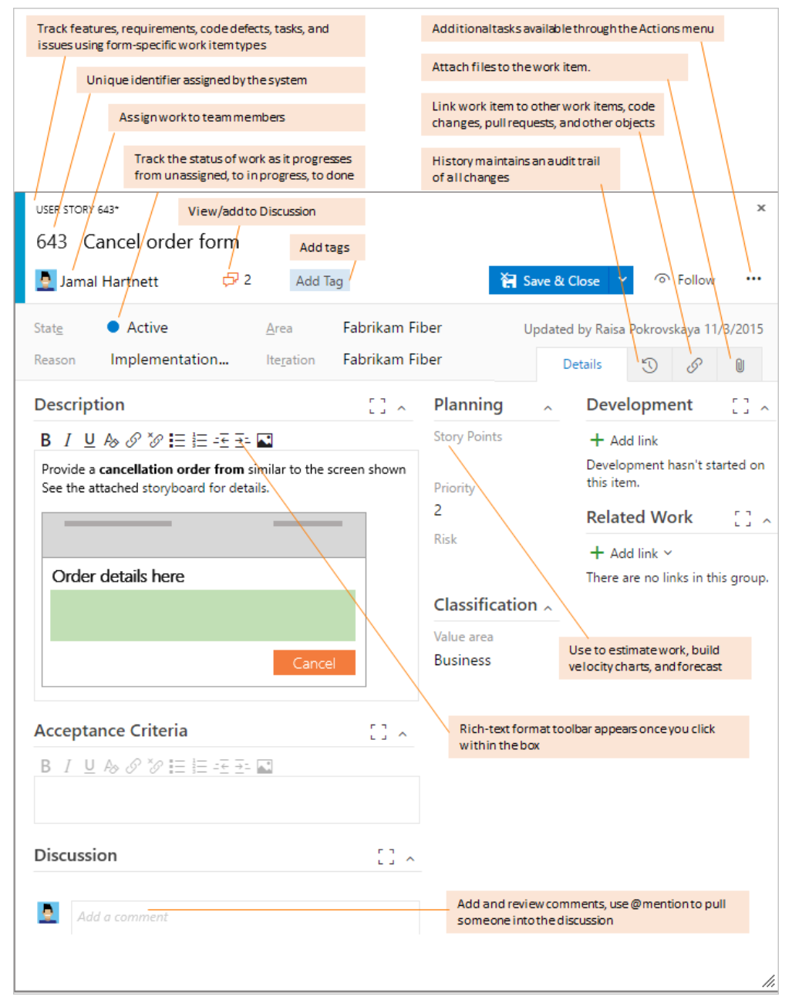 Track features, requirements, code defects, tasks, and
issues using form-specific work item types
Additional tasks available through the Actions menu
Unique identifier assigned by the system
Attach files to the work item.
Assign work to team members
Link work item to other work items, code
changes, pull requests, and other objects
Track the status of work as it progresses
from unassigned, to in progress, to done
History maintains an audit trail
of all changes
USER STORY 643*
View/add to Discussion
643 Cancel order form
Add tags
Jamal Hartnett
2
Add Tag
Save & Close
Follow
State
Active
Area
Fabrikam Fiber
Updated by Raisa Pokrovskaya 11/3/2015
Reason
Implementation...
Iteration
Fabrikam Fiber
Details
Description
Planning
Development
B I U
Story Points
Add link
Provide a cancellation order from similar to the screen shown
See the attached storyboard for details.
Development hasn't started on
this item.
Priority
2
Related Work
Risk
Add link
Order details here
There are no links in this group.
Classification
Value area
Business
Use to estimate work, build
velocity charts, and forecast
Cancel
Acceptance Criteria
Rich-text format toolbar appears once you click
within the box
B I U
Discussion
Add a comment
Add and review comments, use @mention to pull
someone into the discussion